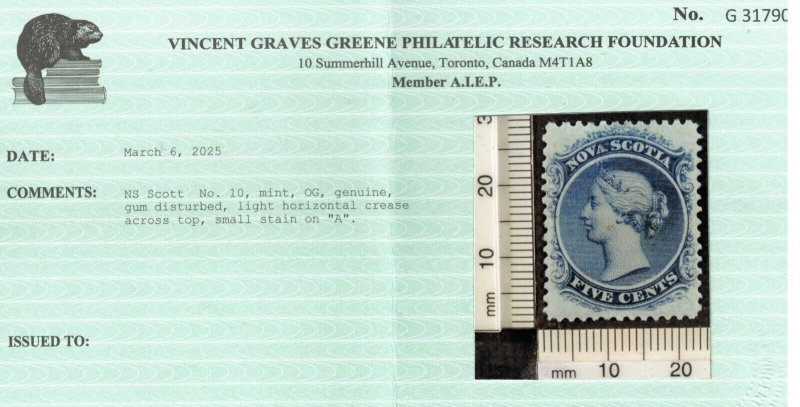 No. G 31790
VINCENT GRAVES GREENE PHILATELIC RESEARCH FOUNDATION
10 Summerhill Avenue, Toronto, Canada M4T1A8
Member A.I.E.P.
DATE: March 6, 2025
COMMENTS: NS Scott No. 10, mint, OG, genuine,
gum disturbed, light horizontal crease
across top, small stain on "A".
ISSUED TO:
NOVA SCOTIA
FIVE CENTS
3
20
10
mm
mm 10 20